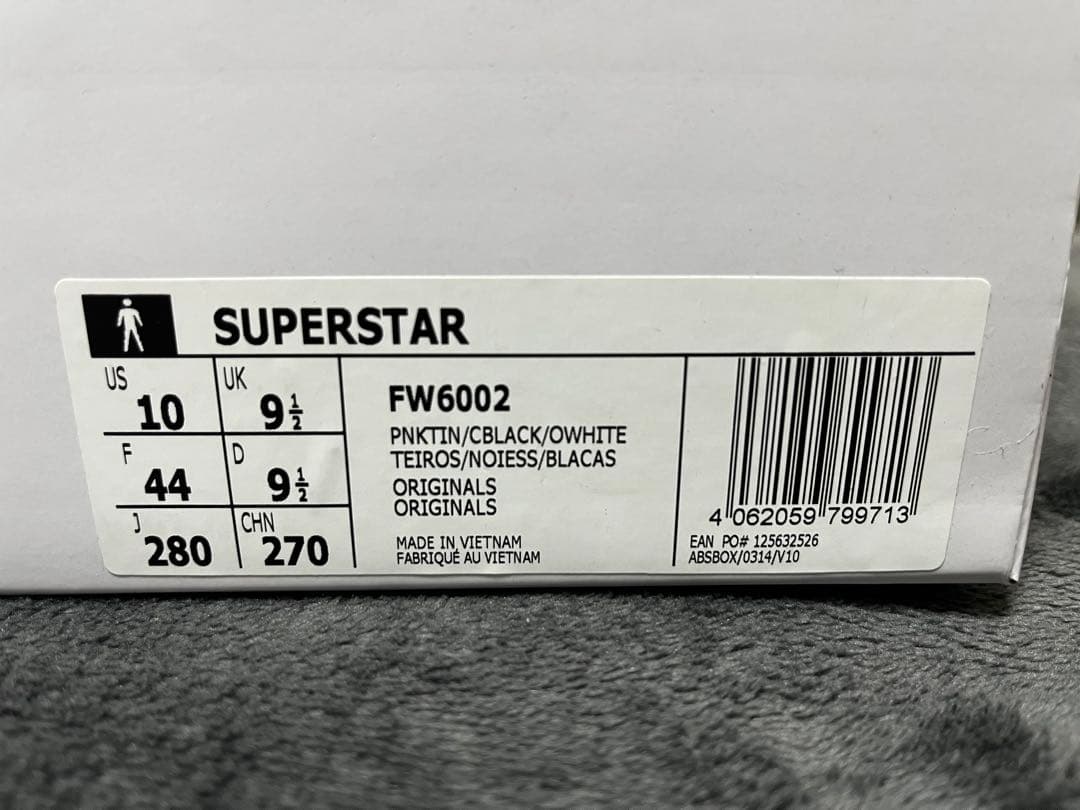 SUPERSTAR
US 10
UK 9½
F 44
D 9½
J 280
CHN 270
FW6002
PNKTIN/CBLACK/OWHITE
TEIROS/NOIESS/BLACAS
ORIGINALS
ORIGINALS
MADE IN VIETNAM
FABRIQUÉ AU VIETNAM
4 062059 799713
EAN PO# 125632526
ABSBOX/0314/V10